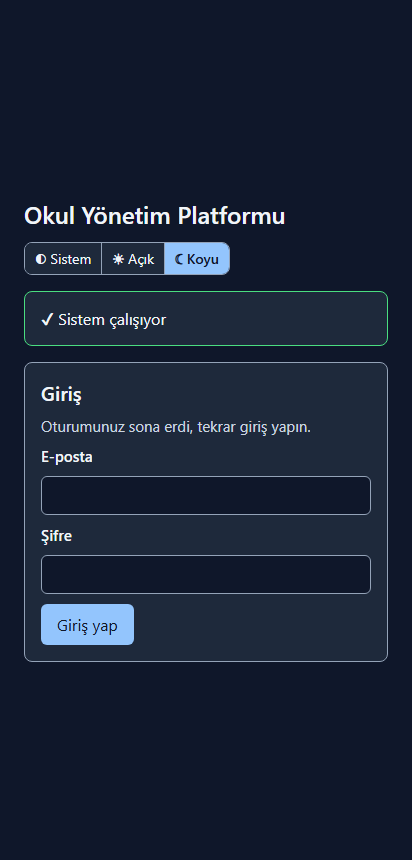 Okul Yönetim Platformu
◐ Sistem ☀ Açık ☾ Koyu
✔ Sistem çalışıyor
Giriş
Oturumunuz sona erdi, tekrar giriş yapın.
E-posta
Şifre
Giriş yap